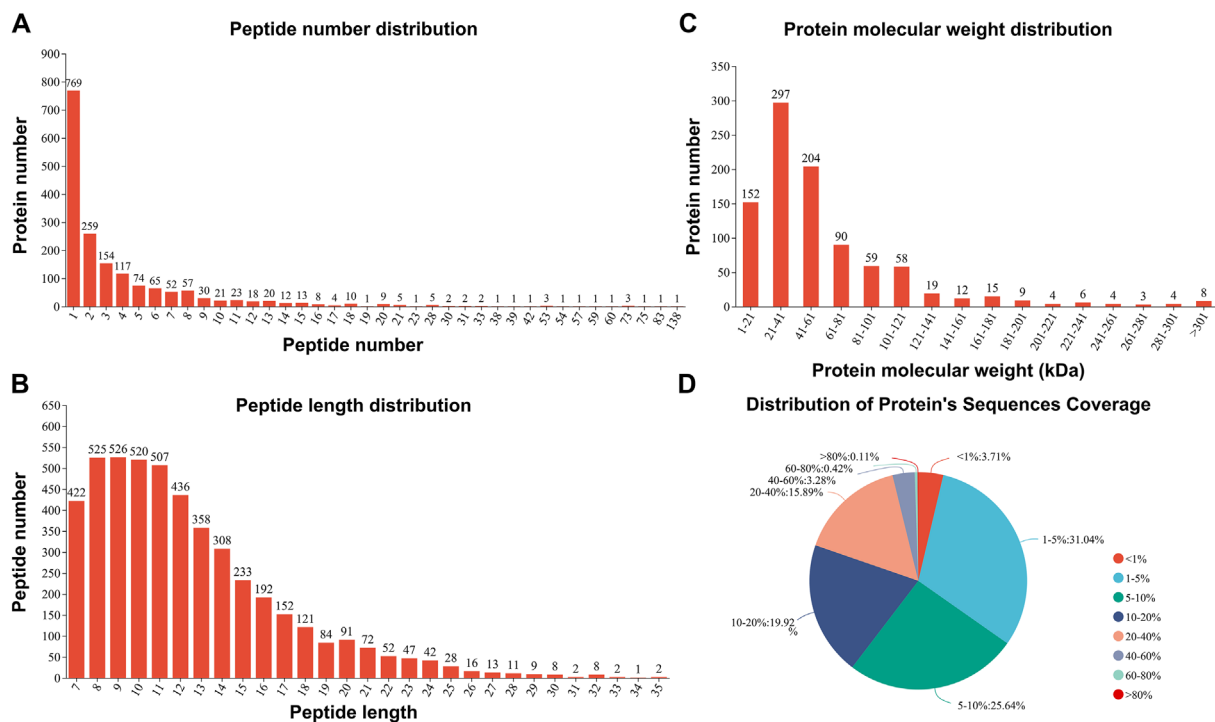 A
Peptide number distribution
Protein number
900
800
700
600
500
400
300
200
100
0
769 259 154 117 74 65 52 57 30 21 23 18 20 12 13 8 4 10 1 9 5 1 5 2 2 2 1 1 1 3 1 1 1 1 3 1 1 1
1 2 3 4 5 6 7 8 9 10 11 12 13 14 15 16 17 18 19 20 21 23 28 30 31 33 38 39 42 53 54 57 59 60 73 75 83 138
Peptide number
B
Peptide length distribution
Peptide number
650
600
550
500
450
400
350
300
250
200
150
100
50
0
422 525 526 520 507 436 358 308 233 192 152 121 84 91 72 52 47 42 28 16 13 11 9 8 2 8 2 1 2
7 8 9 10 11 12 13 14 15 16 17 18 19 20 21 22 23 24 25 26 27 28 29 30 31 32 33 34 35
Peptide length
C
Protein molecular weight distribution
Protein number
350
300
250
200
150
100
50
0
152 297 204 90 59 58 19 12 15 9 4 6 4 3 4 8
1-21 21-41 41-61 61-81 81-101 101-121 121-141 141-161 161-181 181-201 201-221 221-241 241-261 261-281 281-301 >301
Protein molecular weight (kDa)
D
Distribution of Protein's Sequences Coverage
>80%:0.11%
60-80%:0.42%
40-60%:3.28%
20-40%:15.89%
<1%:3.71%
1-5%:31.04%
10-20%:19.92
%
5-10%:25.64%
<1%
1-5%
5-10%
10-20%
20-40%
40-60%
60-80%
>80%